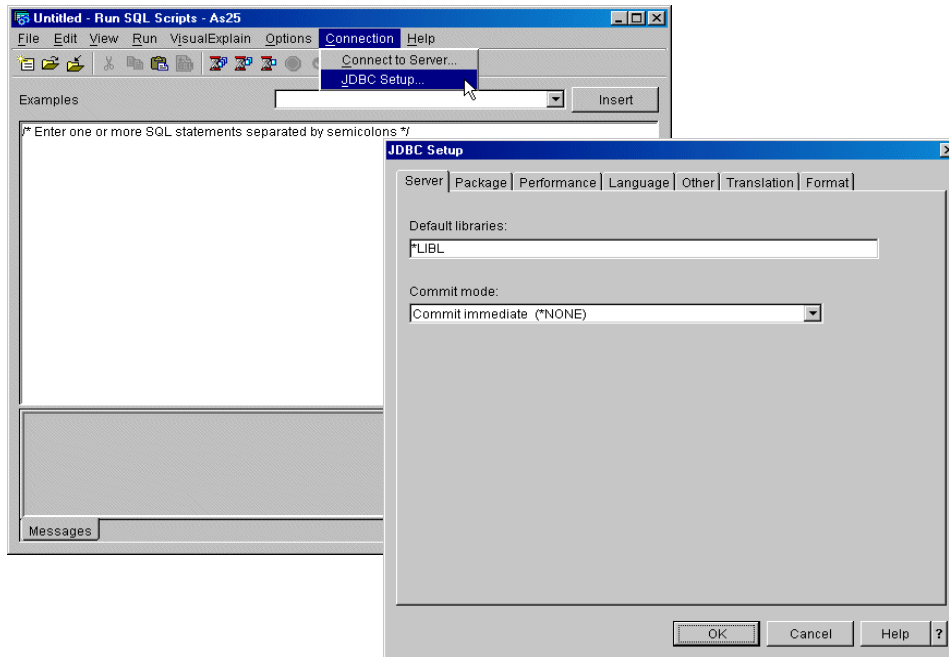 Untitled - Run SQL Scripts - As25
File Edit View Run VisualExplain Options Connection Help
Connect to Server...
JDBC Setup...
Examples
Insert
/* Enter one or more SQL statements separated by semicolons */
Messages
JDBC Setup
Server Package Performance Language Other Translation Format
Default libraries:
*LIBL
Commit mode:
Commit immediate (*NONE)
OK Cancel Help ?